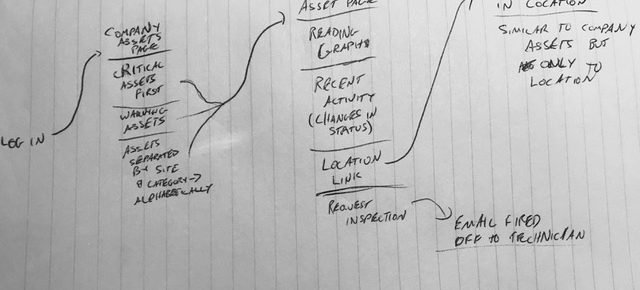 LOG IN
COMPANY
ASSETS
PAGE
CRITICAL
ASSETS
FIRST
WARNING
ASSETS
ASSETS
SEPARATED
BY SITE
& CATEGORY →
ALPHABETICALLY
ASSET PAGE
READING
GRAPHS
RECENT
ACTIVITY
(CHANGES IN
STATUS)
LOCATION
LINK
REQUEST
INSPECTION
EMAIL FIRED
OFF TO TECHNICIAN
IN LOCATION
SIMILAR TO COMPANY
ASSETS BUT
ONLY TO
LOCATION